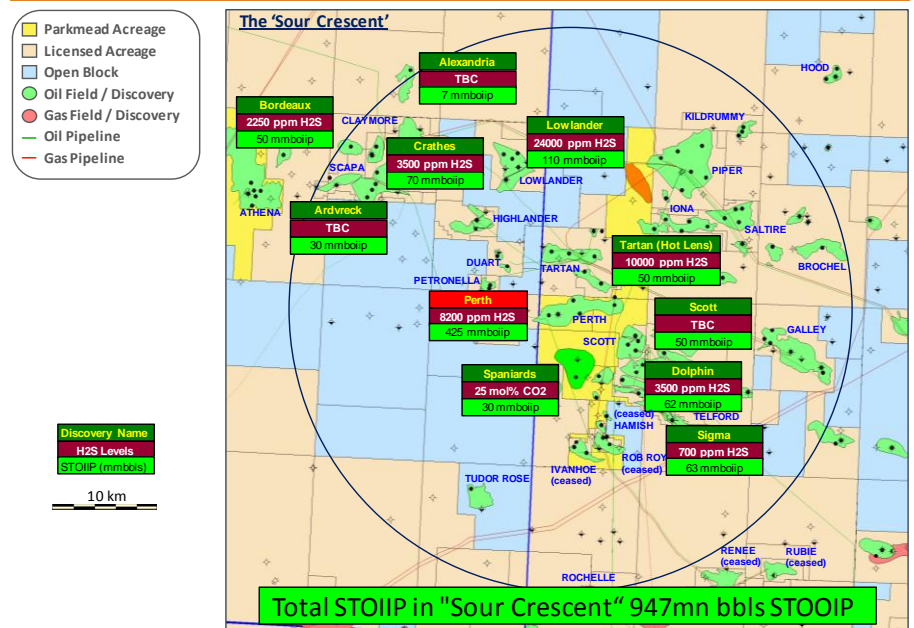 The 'Sour Crescent'
Parkmead Acreage
Licensed Acreage
Open Block
Oil Field / Discovery
Gas Field / Discovery
Oil Pipeline
Gas Pipeline
Alexandria
TBC
7 mmboiip
HOOD
Bordeaux
2250 ppm H2S
50 mmboiip
CLAYMORE
Crathes
3500 ppm H2S
70 mmboiip
Lowlander
24000 ppm H2S
110 mmboiip
KILDRUMMY
SCAPA
LOWLANDER
PIPER
ATHENA
Ardvreck
TBC
30 mmboiip
HIGHLANDER
IONA
SALTIRE
Tartan (Hot Lens)
10000 ppm H2S
50 mmboiip
DUART
TARTAN
BROCHEL
PETRONELLA
Perth
8200 ppm H2S
425 mmboiip
PERTH
Scott
TBC
50 mmboiip
SCOTT
GALLEY
Spaniards
25 mol% CO2
30 mmboiip
Dolphin
3500 ppm H2S
62 mmboiip
(ceased)
HAMISH
TELFORD
Sigma
700 ppm H2S
63 mmboiip
Discovery Name
H2S Levels
STOIIP (mmbbls)
10 km
IVANHOE
(ceased)
ROB ROY
(ceased)
TUDOR ROSE
RENEE
(ceased)
RUBIE
(ceased)
ROCHELLE
Total STOIIP in "Sour Crescent“ 947mn bbls STOOIP